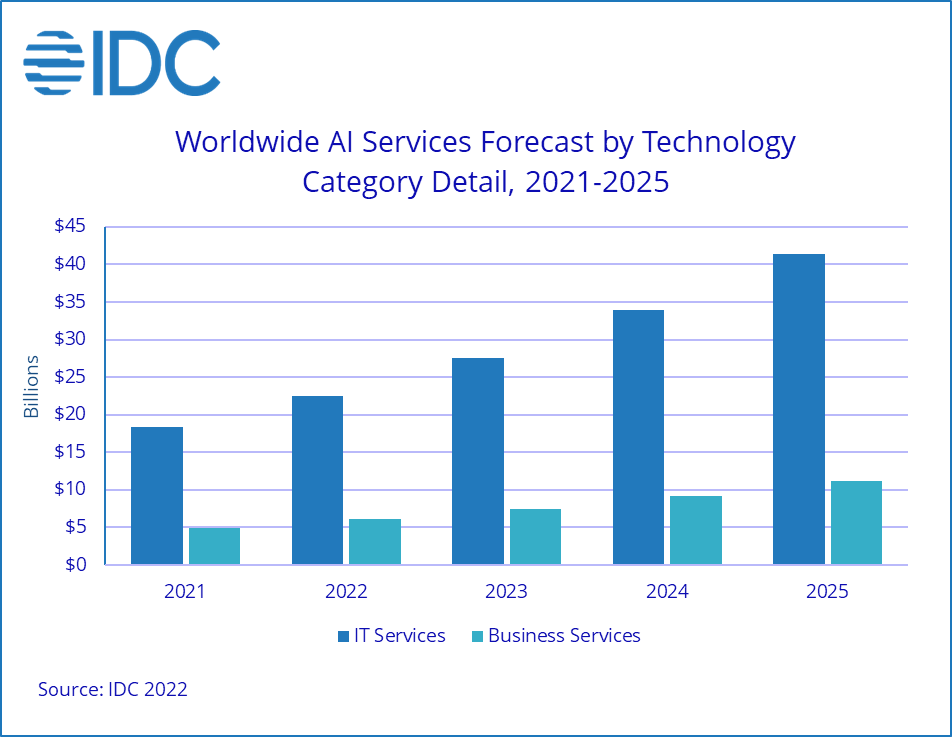 IDC
Worldwide AI Services Forecast by Technology
Category Detail, 2021-2025
$45
$40
$35
$30
$25
$20
$15
$10
$5
$0
Billions
2021 2022 2023 2024 2025
IT Services Business Services
Source: IDC 2022